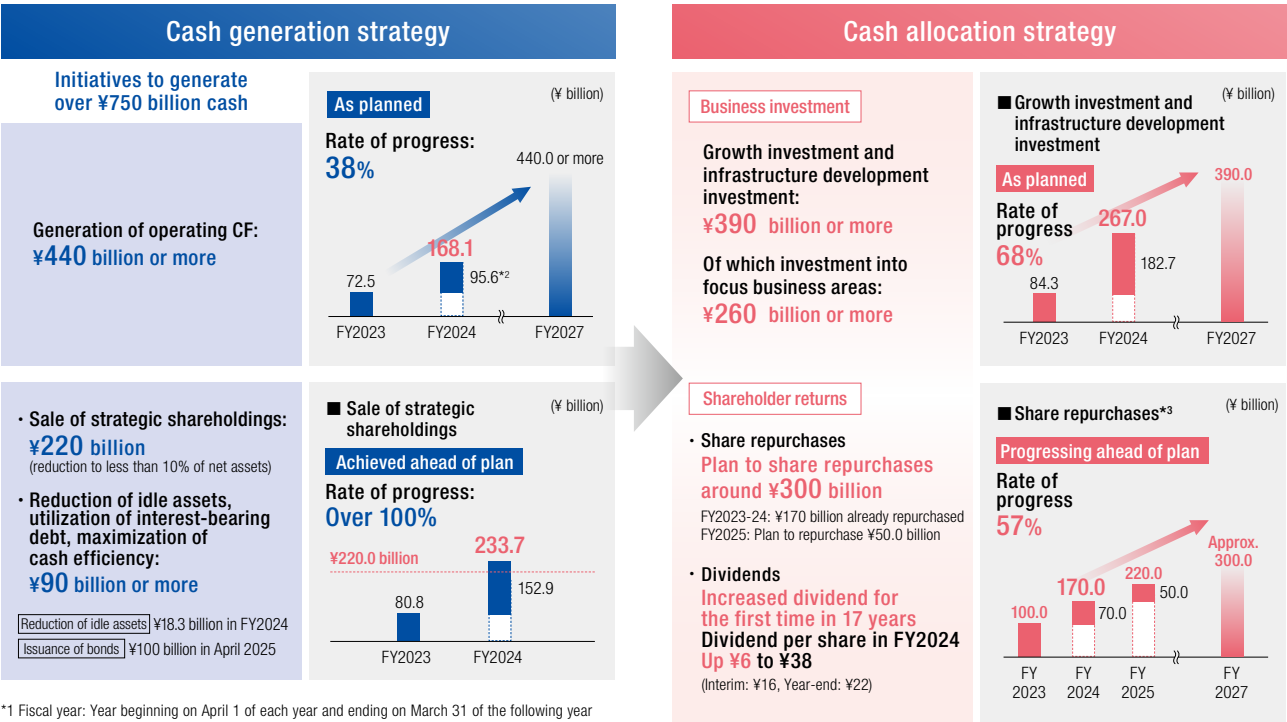 Cash generation strategy
Initiatives to generate
over ¥750 billion cash
Generation of operating CF:
¥440 billion or more
As planned
(¥ billion)
Rate of progress:
38%
440.0 or more
168.1
72.5
95.6*2
FY2023
FY2024
FY2027
· Sale of strategic shareholdings:
¥220 billion
(reduction to less than 10% of net assets)
· Reduction of idle assets,
utilization of interest-bearing
debt, maximization of
cash efficiency:
¥90 billion or more
Reduction of idle assets ¥18.3 billion in FY2024
Issuance of bonds ¥100 billion in April 2025
■ Sale of strategic
shareholdings
(¥ billion)
Achieved ahead of plan
Rate of progress:
Over 100%
¥220.0 billion
233.7
80.8
152.9
FY2023
FY2024
Cash allocation strategy
Business investment
Growth investment and
infrastructure development
investment:
¥390 billion or more
Of which investment into
focus business areas:
¥260 billion or more
■ Growth investment and
infrastructure development
investment
(¥ billion)
As planned
Rate of
progress
68%
390.0
267.0
182.7
84.3
FY2023
FY2024
FY2027
Shareholder returns
· Share repurchases
Plan to share repurchases
around ¥300 billion
FY2023-24: ¥170 billion already repurchased
FY2025: Plan to repurchase ¥50.0 billion
· Dividends
Increased dividend for
the first time in 17 years
Dividend per share in FY2024
Up ¥6 to ¥38
(Interim: ¥16, Year-end: ¥22)
■ Share repurchases*3
(¥ billion)
Progressing ahead of plan
Rate of
progress
57%
Approx.
300.0
220.0
170.0
50.0
100.0
70.0
FY
2023
FY
2024
FY
2025
FY
2027
*1 Fiscal year: Year beginning on April 1 of each year and ending on March 31 of the following year